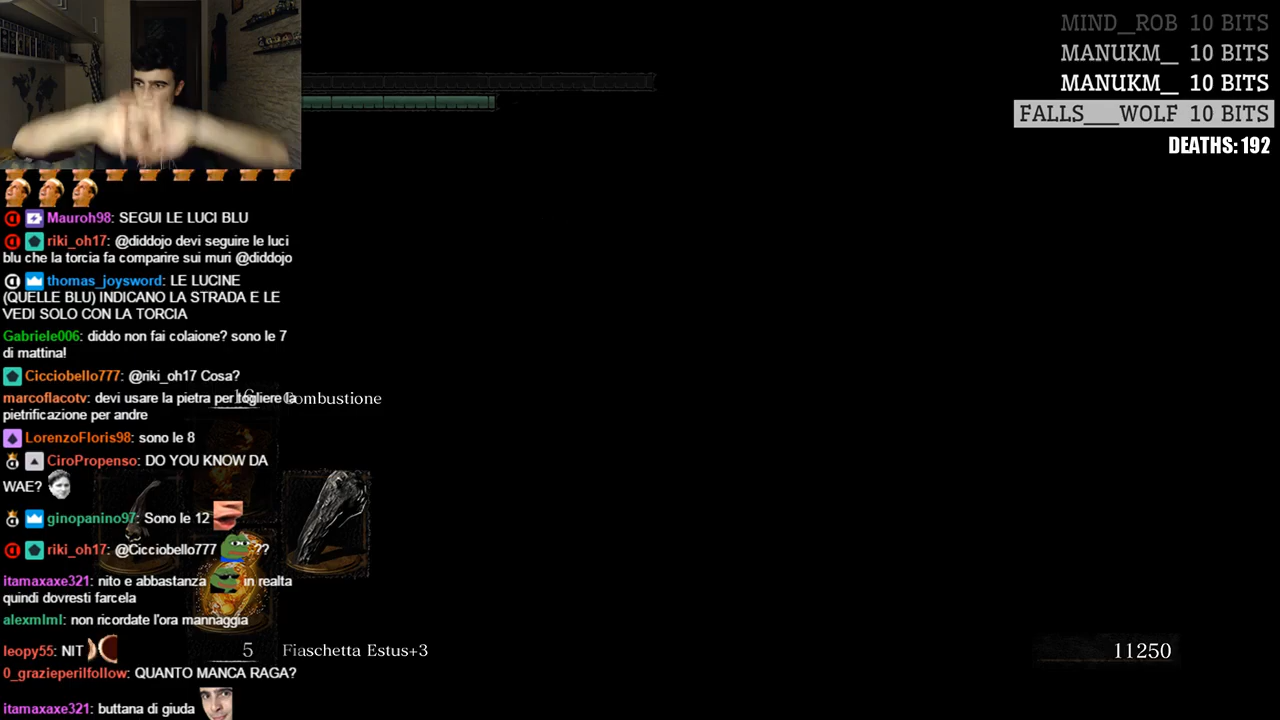 MIND__ROB 10 BITS
MANUKM__ 10 BITS
MANUKM__ 10 BITS
FALLS___WOLF 10 BITS
DEATHS: 192
Mauroh98: SEGUI LE LUCI BLU
riki_oh17: @diddojo devi seguire le luci
blu che la torcia fa comparire sui muri @diddojo
thomas_joysword: LE LUCINE
(QUELLE BLU) INDICANO LA STRADA E LE
VEDI SOLO CON LA TORCIA
Gabriele006: diddo non fai colaione? sono le 7
di mattina!
Cicciobello777: @riki_oh17 Cosa?
marcoflacotv: devi usare la pietra per togliere la
pietrificazione per andre
16 Combustione
LorenzoFloris98: sono le 8
CiroPropenso: DO YOU KNOW DA
WAE?
ginopanino97: Sono le 12
riki_oh17: @Cicciobello777 ??
itamaxaxe321: nito e abbastanza in realta
quindi dovresti farcela
alexmlml: non ricordate l'ora mannaggia
leopy55: NIT
5 Fiaschetta Estus+3
11250
0_grazieperilfollow: QUANTO MANCA RAGA?
itamaxaxe321: buttana di giuda